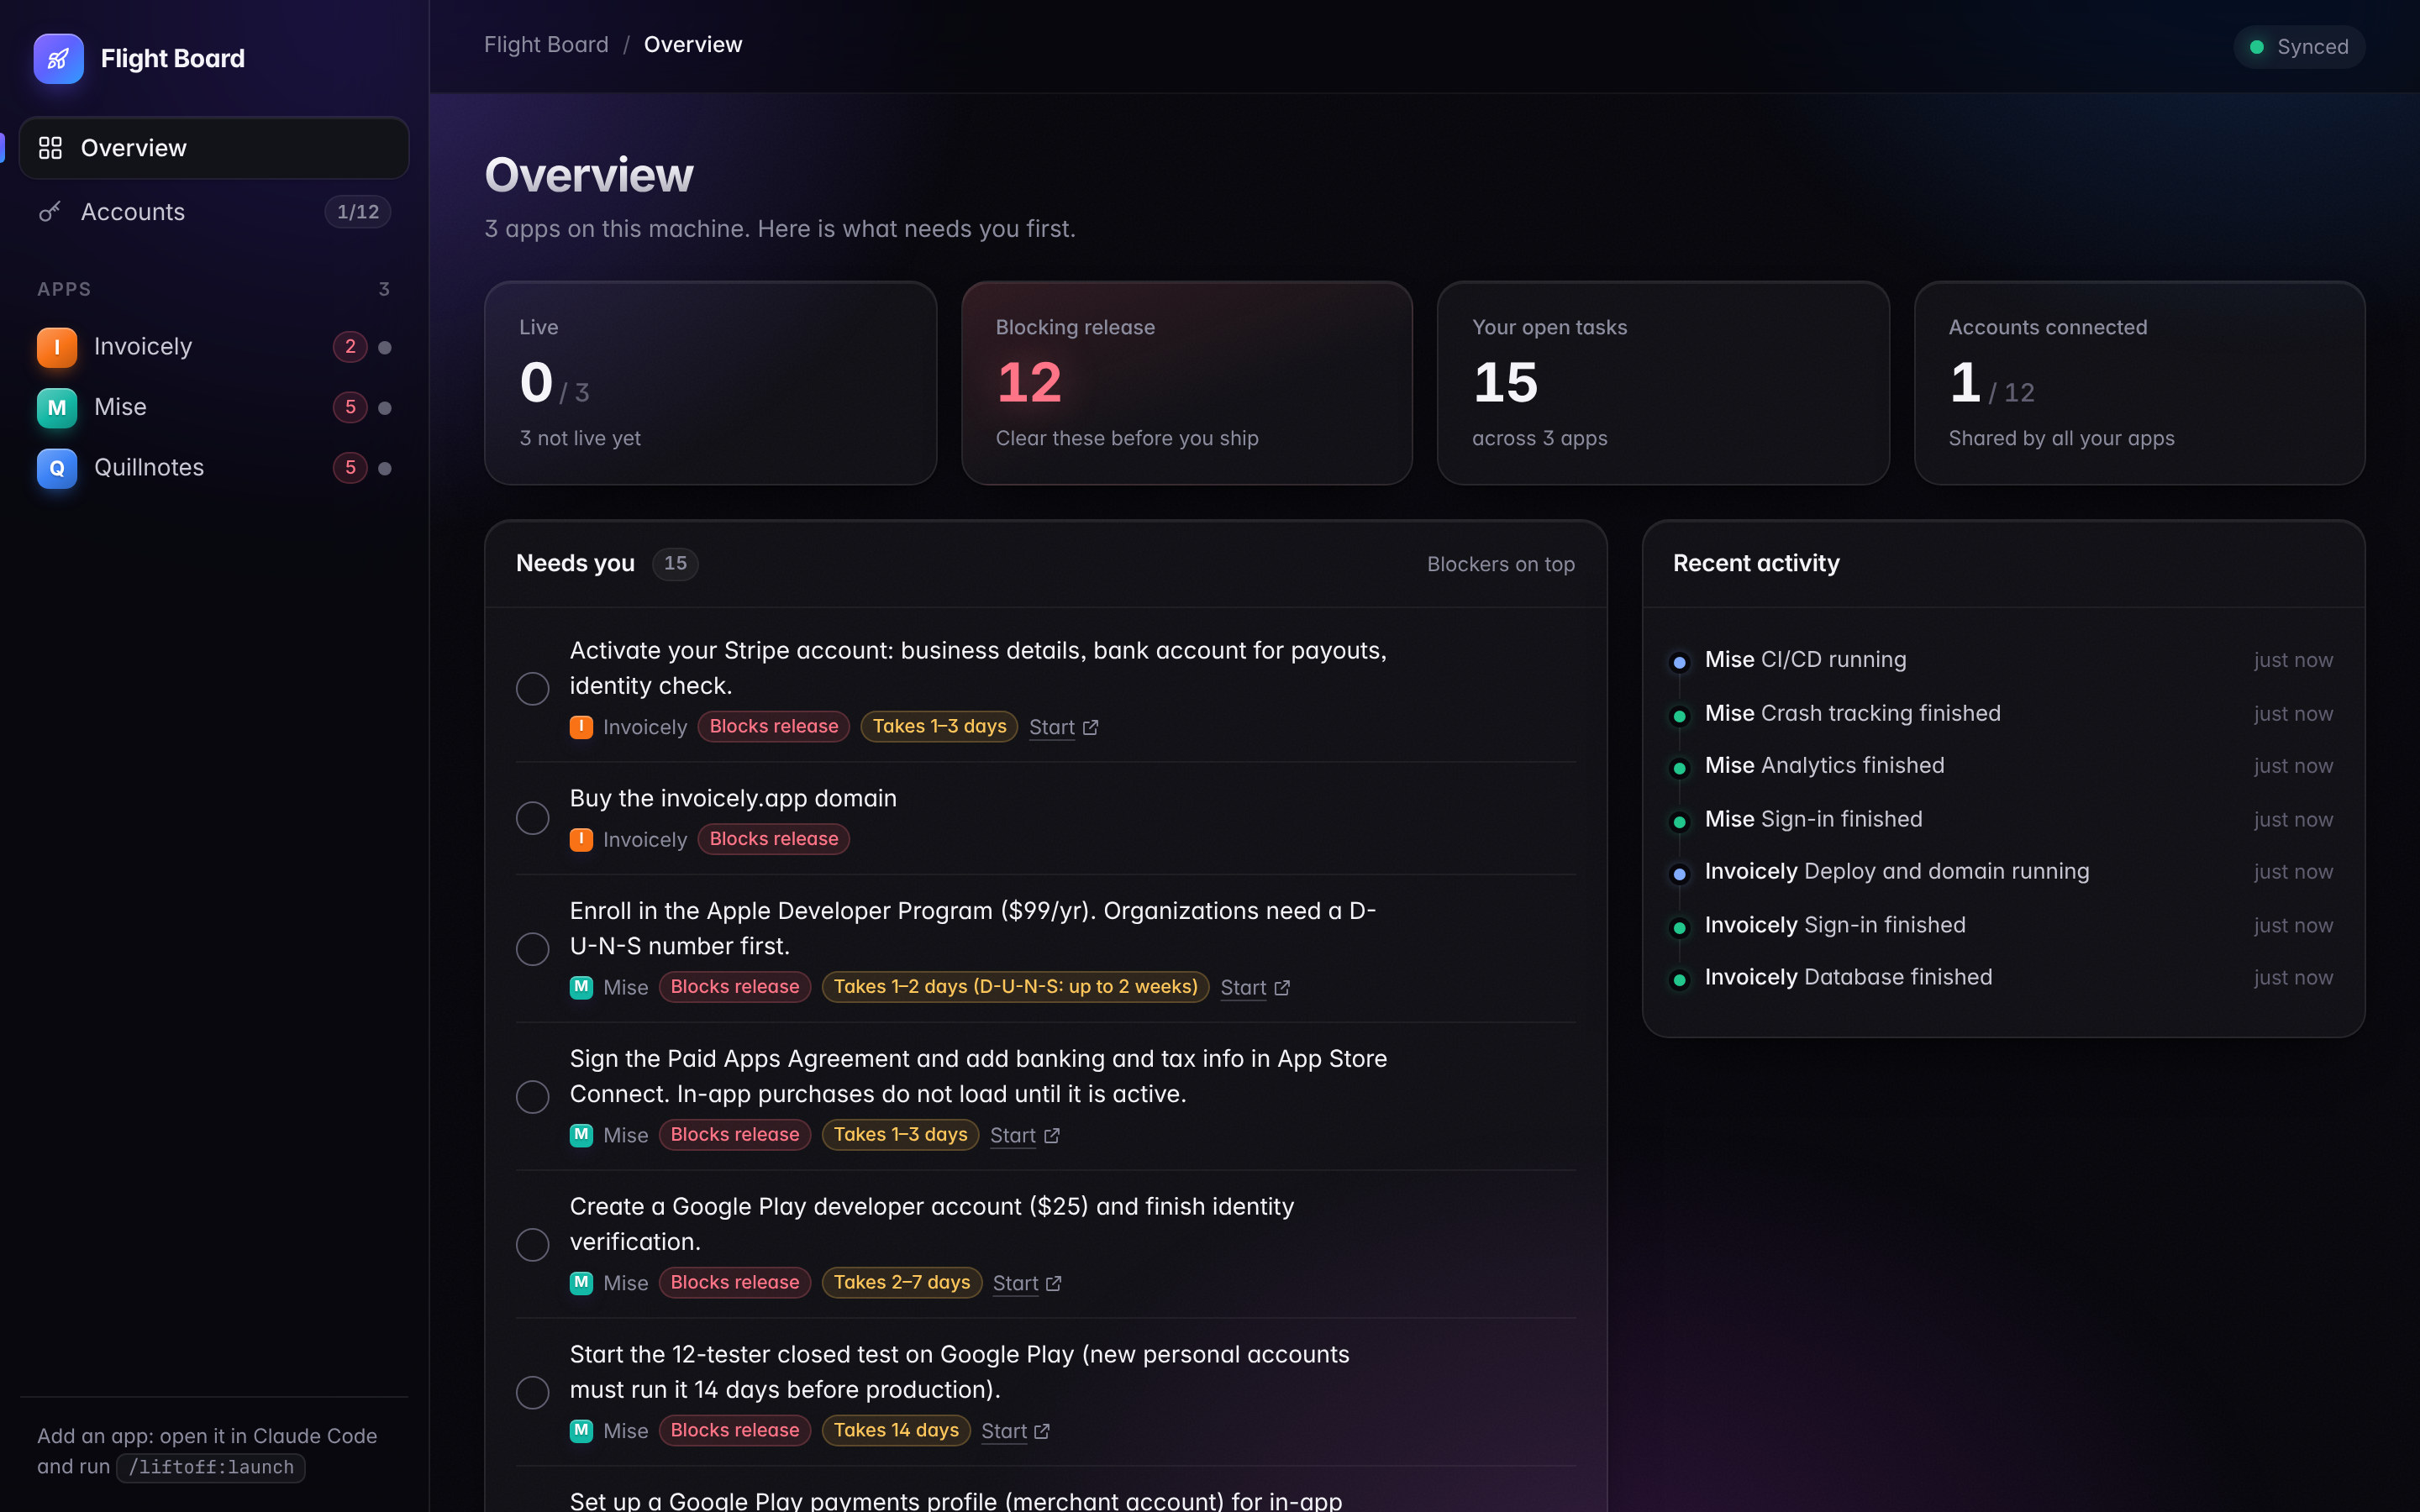 Flight Board
Overview
Accounts 1/12
APPS 3
I Invoicely 2
M Mise 5
Q Quillnotes 5
Add an app: open it in Claude Code
and run /liftoff:launch
Flight Board / Overview
Synced
Overview
3 apps on this machine. Here is what needs you first.
Live
0 / 3
3 not live yet
Blocking release
12
Clear these before you ship
Your open tasks
15
across 3 apps
Accounts connected
1 / 12
Shared by all your apps
Needs you 15 Blockers on top
Activate your Stripe account: business details, bank account for payouts,
identity check.
I Invoicely Blocks release Takes 1–3 days Start
Buy the invoicely.app domain
I Invoicely Blocks release
Enroll in the Apple Developer Program ($99/yr). Organizations need a D-
U-N-S number first.
M Mise Blocks release Takes 1–2 days (D-U-N-S: up to 2 weeks) Start
Sign the Paid Apps Agreement and add banking and tax info in App Store
Connect. In-app purchases do not load until it is active.
M Mise Blocks release Takes 1–3 days Start
Create a Google Play developer account ($25) and finish identity
verification.
M Mise Blocks release Takes 2–7 days Start
Start the 12-tester closed test on Google Play (new personal accounts
must run it 14 days before production).
M Mise Blocks release Takes 14 days Start
Set up a Google Play payments profile (merchant account) for in-app
Recent activity
Mise CI/CD running just now
Mise Crash tracking finished just now
Mise Analytics finished just now
Mise Sign-in finished just now
Invoicely Deploy and domain running just now
Invoicely Sign-in finished just now
Invoicely Database finished just now